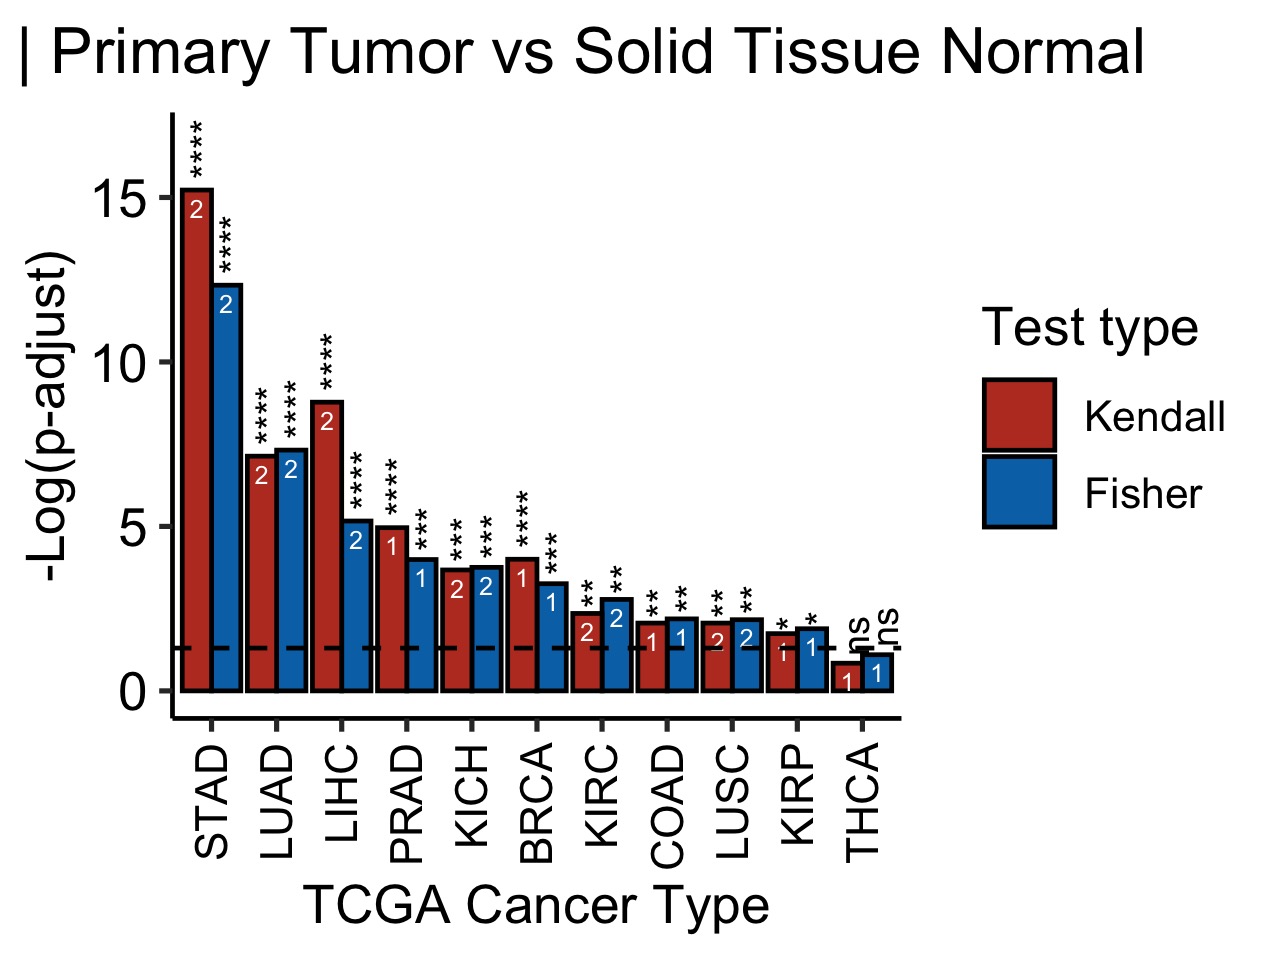 | Primary Tumor vs Solid Tissue Normal
-Log(p-adjust)
15
10
5
0
****
****
****
****
****
****
****
***
***
***
****
***
**
**
**
**
**
**
*
*
ns
ns
2
2
2
2
2
2
1
1
2
2
1
1
2
2
1
1
2
2
1
1
1
1
STAD
LUAD
LIHC
PRAD
KICH
BRCA
KIRC
COAD
LUSC
KIRP
THCA
TCGA Cancer Type
Test type
Kendall
Fisher